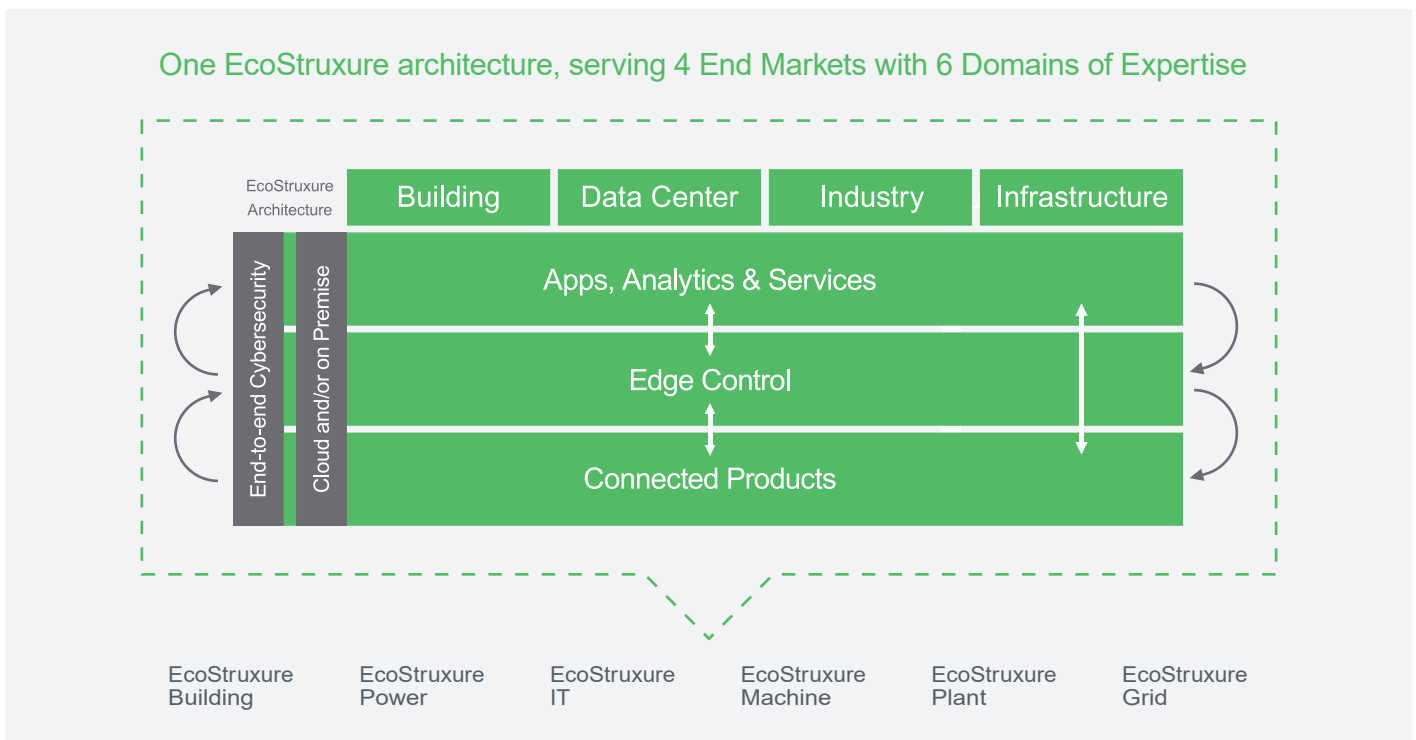 One EcoStruxure architecture, serving 4 End Markets with 6 Domains of Expertise
EcoStruxure
Architecture
Building
Data Center
Industry
Infrastructure
End-to-end Cybersecurity
Cloud and/or on Premise
Apps, Analytics & Services
Edge Control
Connected Products
EcoStruxure
Building
EcoStruxure
Power
EcoStruxure
IT
EcoStruxure
Machine
EcoStruxure
Plant
EcoStruxure
Grid